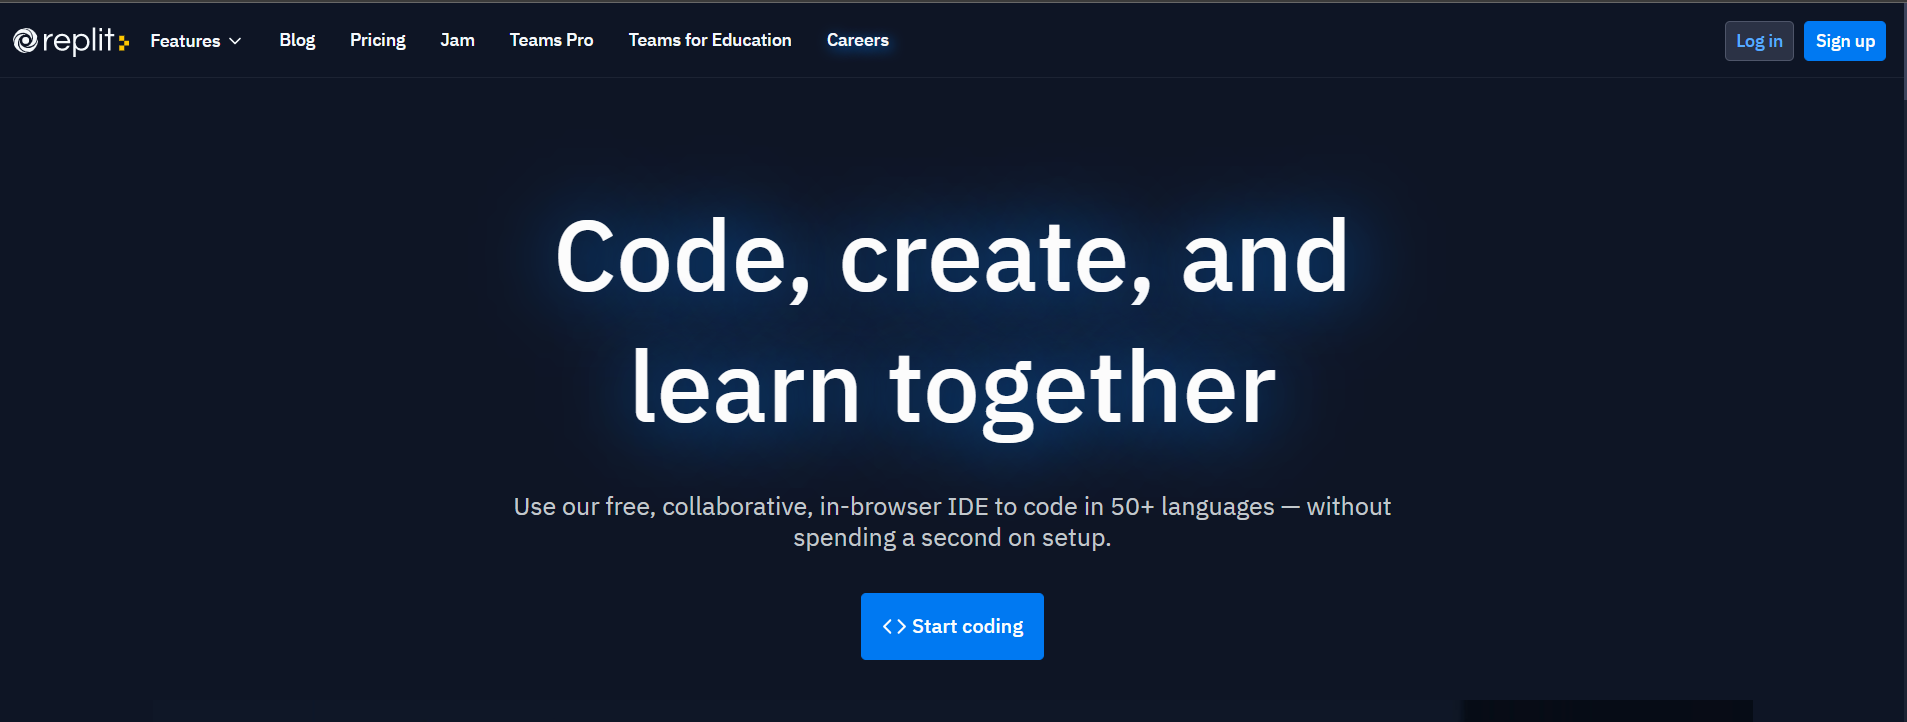 replit Features Blog Pricing Jam Teams Pro Teams for Education Careers Log in Sign up
Code, create, and
learn together
Use our free, collaborative, in-browser IDE to code in 50+ languages — without
spending a second on setup.
<> Start coding